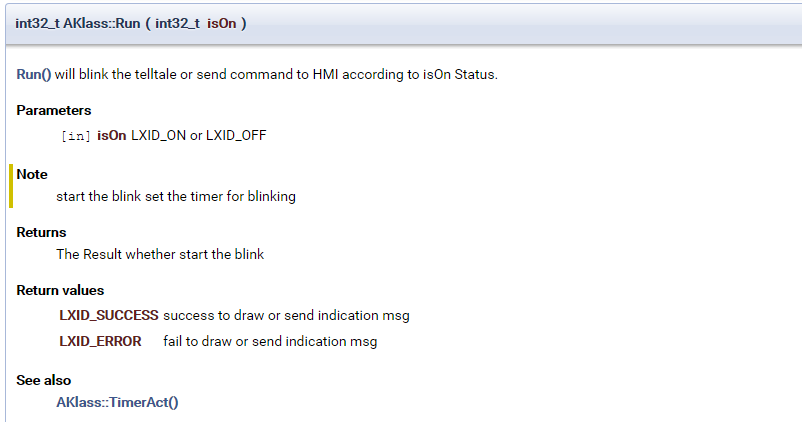 int32_t AKlass::Run ( int32_t isOn )
Run() will blink the telltale or send command to HMI according to isOn Status.
Parameters
[in] isOn LXID_ON or LXID_OFF
Note
start the blink set the timer for blinking
Returns
The Result whether start the blink
Return values
LXID_SUCCESS success to draw or send indication msg
LXID_ERROR fail to draw or send indication msg
See also
AKlass::TimerAct()